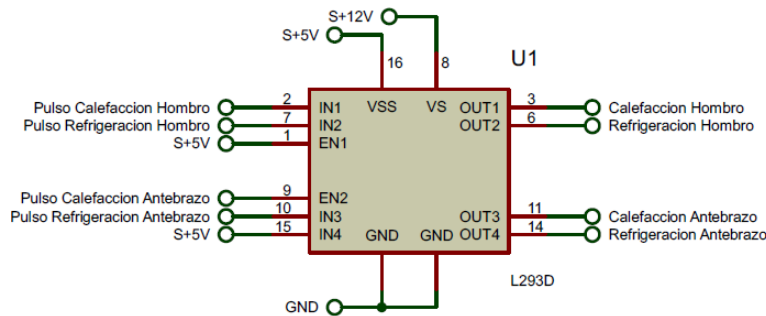 S+12V
S+5V
U1
16
8
Pulso Calefaccion Hombro
2
IN1
VSS
VS
OUT1
3
Calefaccion Hombro
Pulso Refrigeracion Hombro
7
IN2
OUT2
6
Refrigeracion Hombro
S+5V
1
EN1
Pulso Calefaccion Antebrazo
9
EN2
Pulso Refrigeracion Antebrazo
10
IN3
OUT3
11
Calefaccion Antebrazo
S+5V
15
IN4
GND
GND
OUT4
14
Refrigeracion Antebrazo
L293D
GND